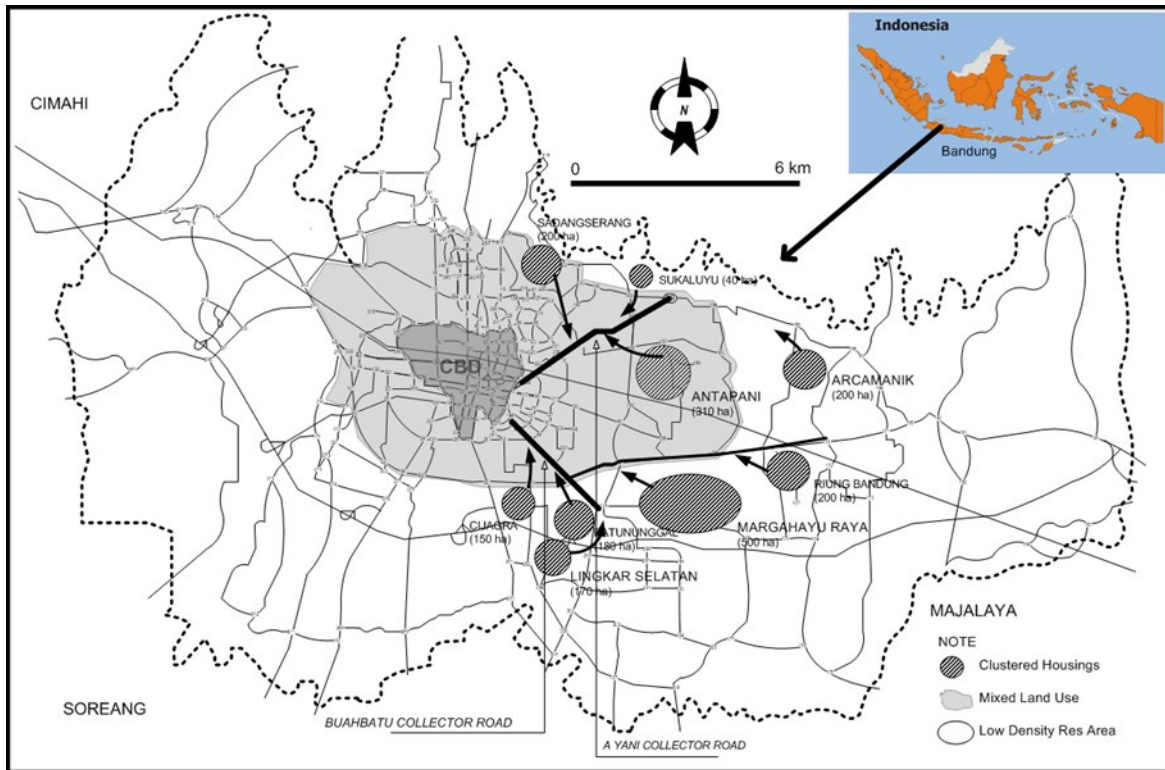 Indonesia
Bandung
CIMAHI
N
0 6 km
SADANGSERANG
(200 ha)
SUKALUYU (40 ha)
CBD
ANTAPANI
(310 ha)
ARCAMANIK
(200 ha)
RIUNG BANDUNG
(200 ha)
MARGAHAYU RAYA
(500 ha)
CIJAGRA
(150 ha)
BATUNUNGGAL
(180 ha)
LINGKAR SELATAN
(170 ha)
MAJALAYA
NOTE
Clustered Housings
Mixed Land Use
Low Density Res Area
SOREANG
BUAHBATU COLLECTOR ROAD
A YANI COLLECTOR ROAD